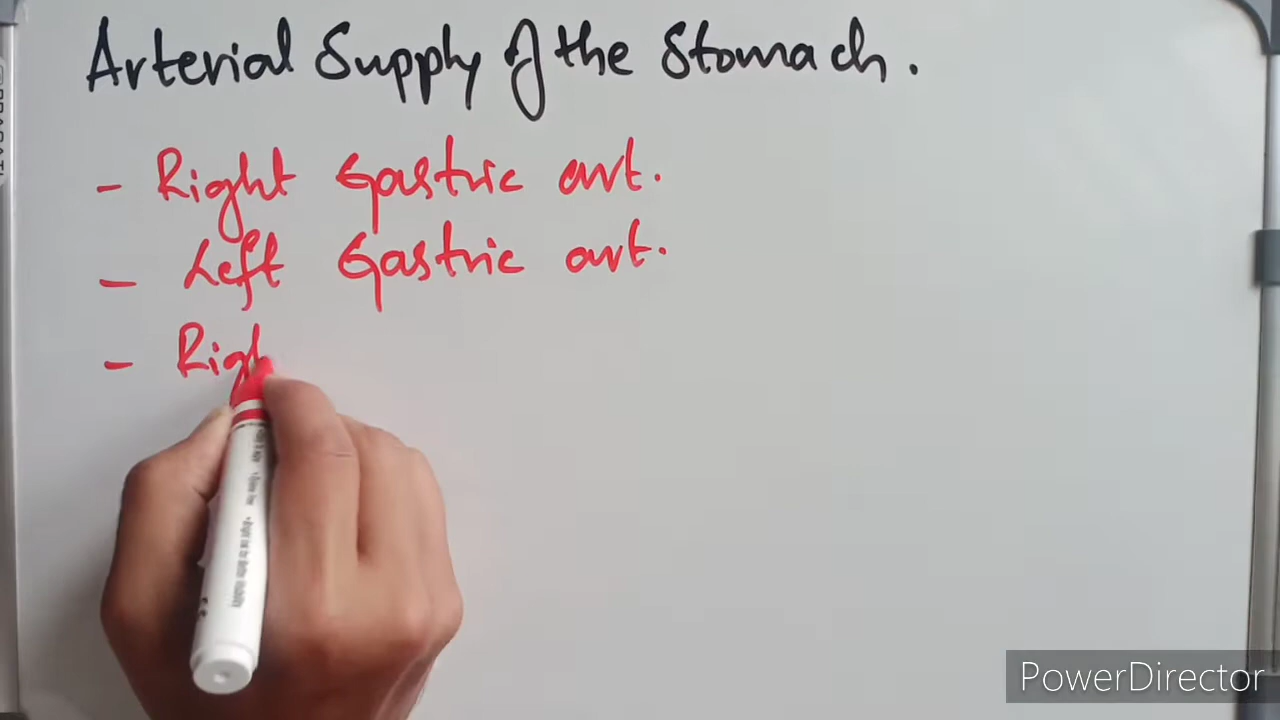 Arterial Supply of the Stomach.
- Right Gastric art.
- Left Gastric art.
- Righ
PowerDirector